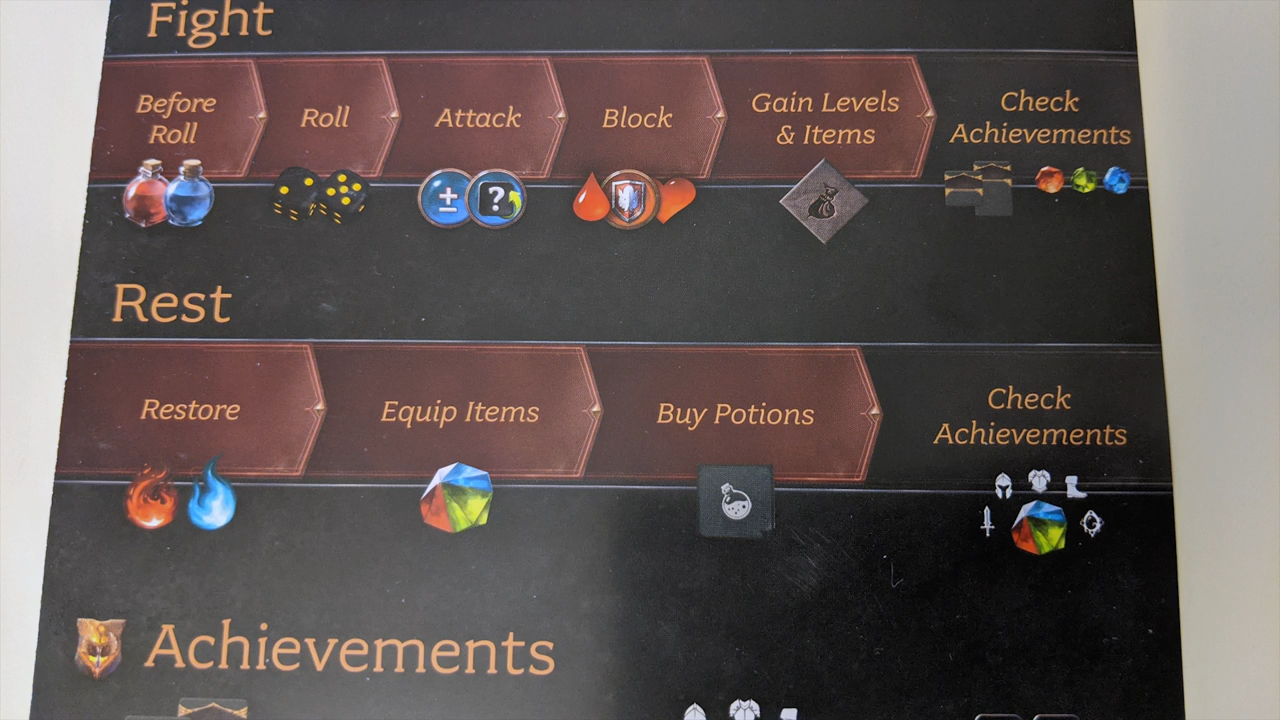 Fight
Before
Roll
Roll
Attack
Block
Gain Levels
& Items
Check
Achievements
±
?
Rest
Restore
Equip Items
Buy Potions
Check
Achievements
Achievements